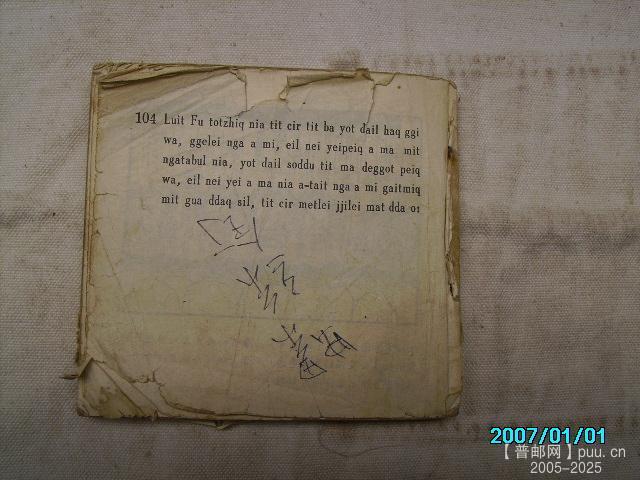 104 Luit Fu totzhiq nia tit cir tit ba yot dail haq ggi
wa, ggelei nga a mi, eil nei yeipeiq a ma mit
ngatabul nia, yot dail soddu tit ma deggot peiq
wa, eil nei yei a ma nia a-tait nga a mi gaitmiq
mit gua ddaq sil, tit cir metlei jjilei mat dda
2007/01/01
【普邮网】puu.cn
2005-2025